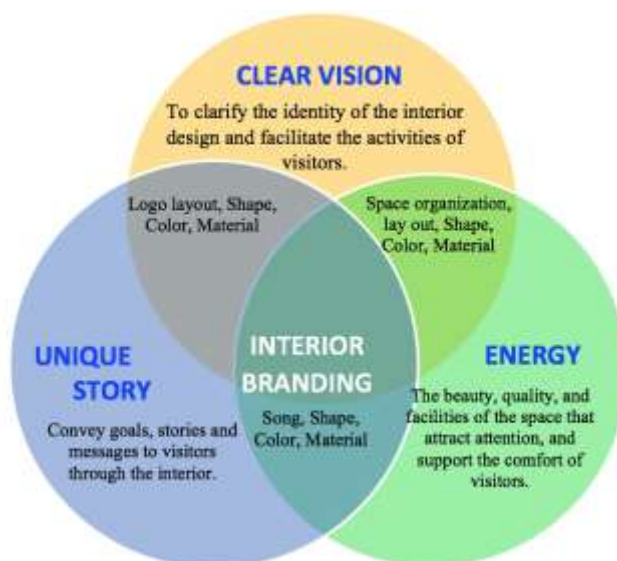 CLEAR VISION
To clarify the identity of the interior
design and facilitate the activities of
visitors.
Logo layout, Shape,
Color, Material
Space organization,
lay out, Shape,
Color, Material
UNIQUE
STORY
Convey goals, stories and
messages to visitors
through the interior.
INTERIOR
BRANDING
Song, Shape,
Color, Material
ENERGY
The beauty, quality, and
facilities of the space that
attract attention, and
support the comfort of
visitors.